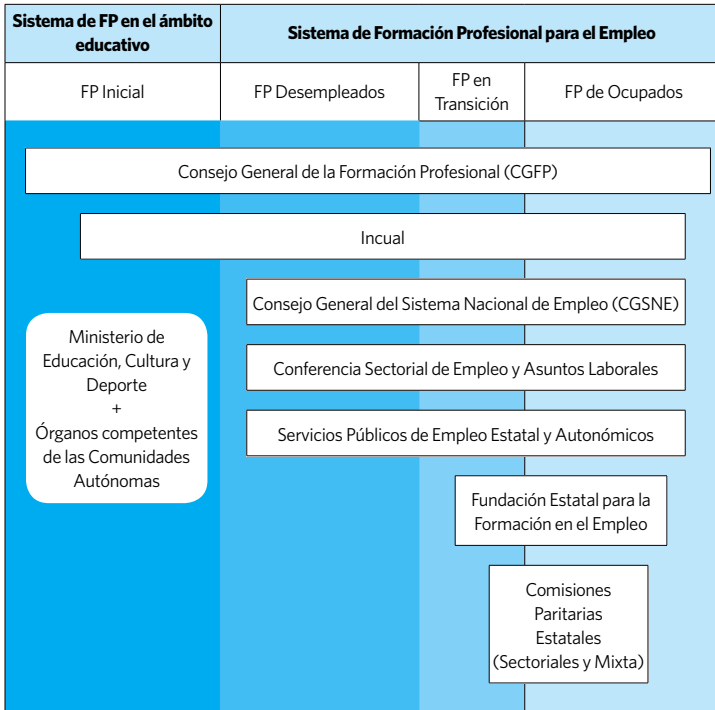 Sistema de FP en el ámbito
educativo
Sistema de Formación Profesional para el Empleo
FP Inicial
FP Desempleados
FP en
Transición
FP de Ocupados
Consejo General de la Formación Profesional (CGFP)
Incual
Consejo General del Sistema Nacional de Empleo (CGSNE)
Ministerio de
Educación, Cultura y
Deporte
+
Órganos competentes
de las Comunidades
Autónomas
Conferencia Sectorial de Empleo y Asuntos Laborales
Servicios Públicos de Empleo Estatal y Autonómicos
Fundación Estatal para la
Formación en el Empleo
Comisiones
Paritarias
Estatales
(Sectoriales y Mixta)